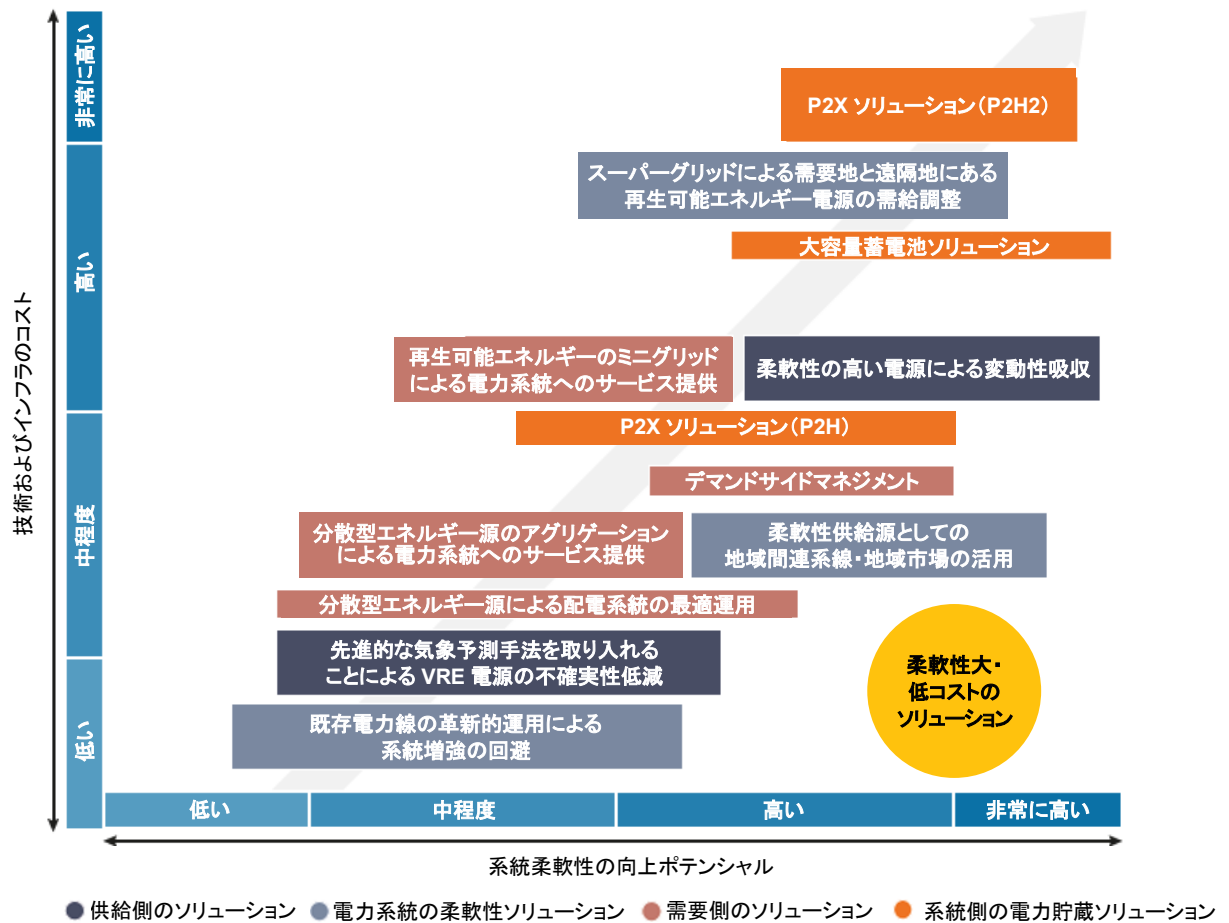 非常に高い
P2X ソリューション（P2H2）
スーパーグリッドによる需要地と遠隔地にある
再生可能エネルギー電源の需給調整
大容量蓄電池ソリューション
高い
技術およびインフラのコスト
再生可能エネルギーのミニグリッド
による電力系統へのサービス提供
柔軟性の高い電源による変動性吸収
P2X ソリューション（P2H）
デマンドサイドマネジメント
中程度
分散型エネルギー源のアグリゲーション
による電力系統へのサービス提供
柔軟性供給源としての
地域間連系線・地域市場の活用
分散型エネルギー源による配電系統の最適運用
先進的な気象予測手法を取り入れる
ことによる VRE 電源の不確実性低減
柔軟性大・
低コストの
ソリューション
低い
既存電力線の革新的運用による
系統増強の回避
低い
中程度
高い
非常に高い
系統柔軟性の向上ポテンシャル
供給側のソリューション
電力系統の柔軟性ソリューション
需要側のソリューション
系統側の電力貯蔵ソリューション